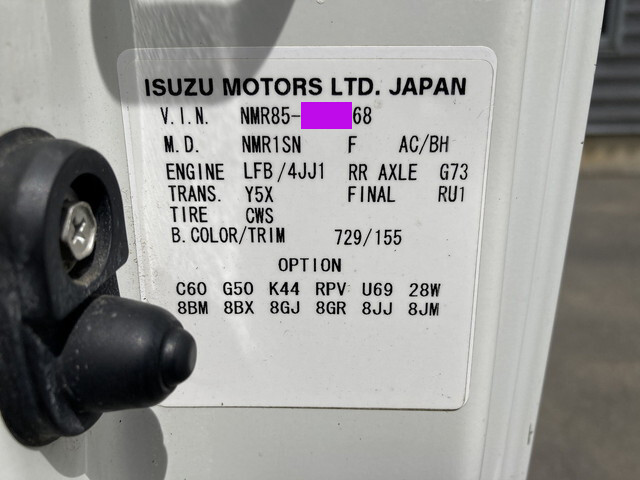 ISUZU MOTORS LTD. JAPAN
V.I.N. NMR85- 68
M.D. NMR1SN F AC/BH
ENGINE LFB/4JJ1 RR AXLE G73
TRANS. Y5X FINAL RU1
TIRE CWS
B.COLOR/TRIM 729/155
OPTION
C60 G50 K44 RPV U69 28W
8BM 8BX 8GJ 8GR 8JJ 8JM